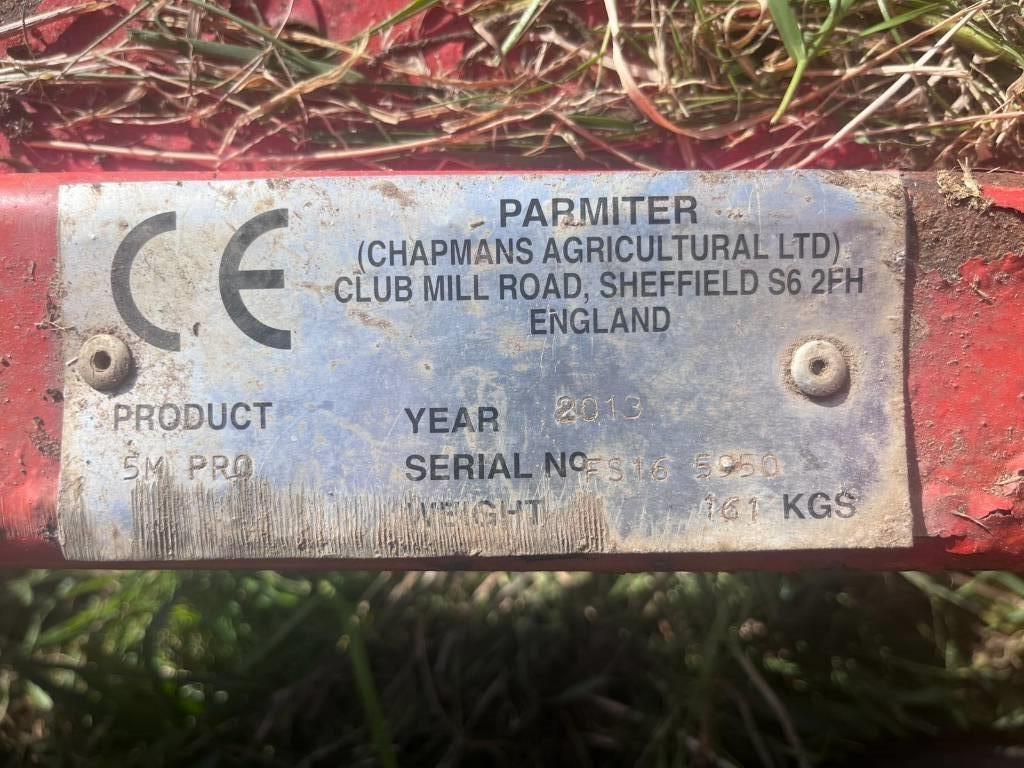 CE
PARMITER
(CHAPMANS AGRICULTURAL LTD)
CLUB MILL ROAD, SHEFFIELD S6 2FH
ENGLAND
PRODUCT YEAR 2013
5M PRO SERIAL Nº FS16 5950
WEIGHT 161 KGS